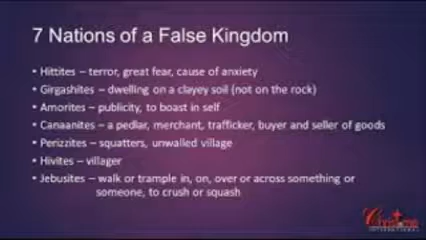 7 Nations of a False Kingdom
• Hittites – terror, great fear, cause of anxiety
• Girgashites – dwelling on a clayey soil (not on the rock)
• Amorites – publicity, to boast in self
• Canaanites – a pedlar, merchant, trafficker, buyer and seller of goods
• Perizzites – squatters, unwalled village
• Hivites – villager
• Jebusites – walk or trample in, on, over or across something or
someone, to crush or squash
INTERNATIONAL